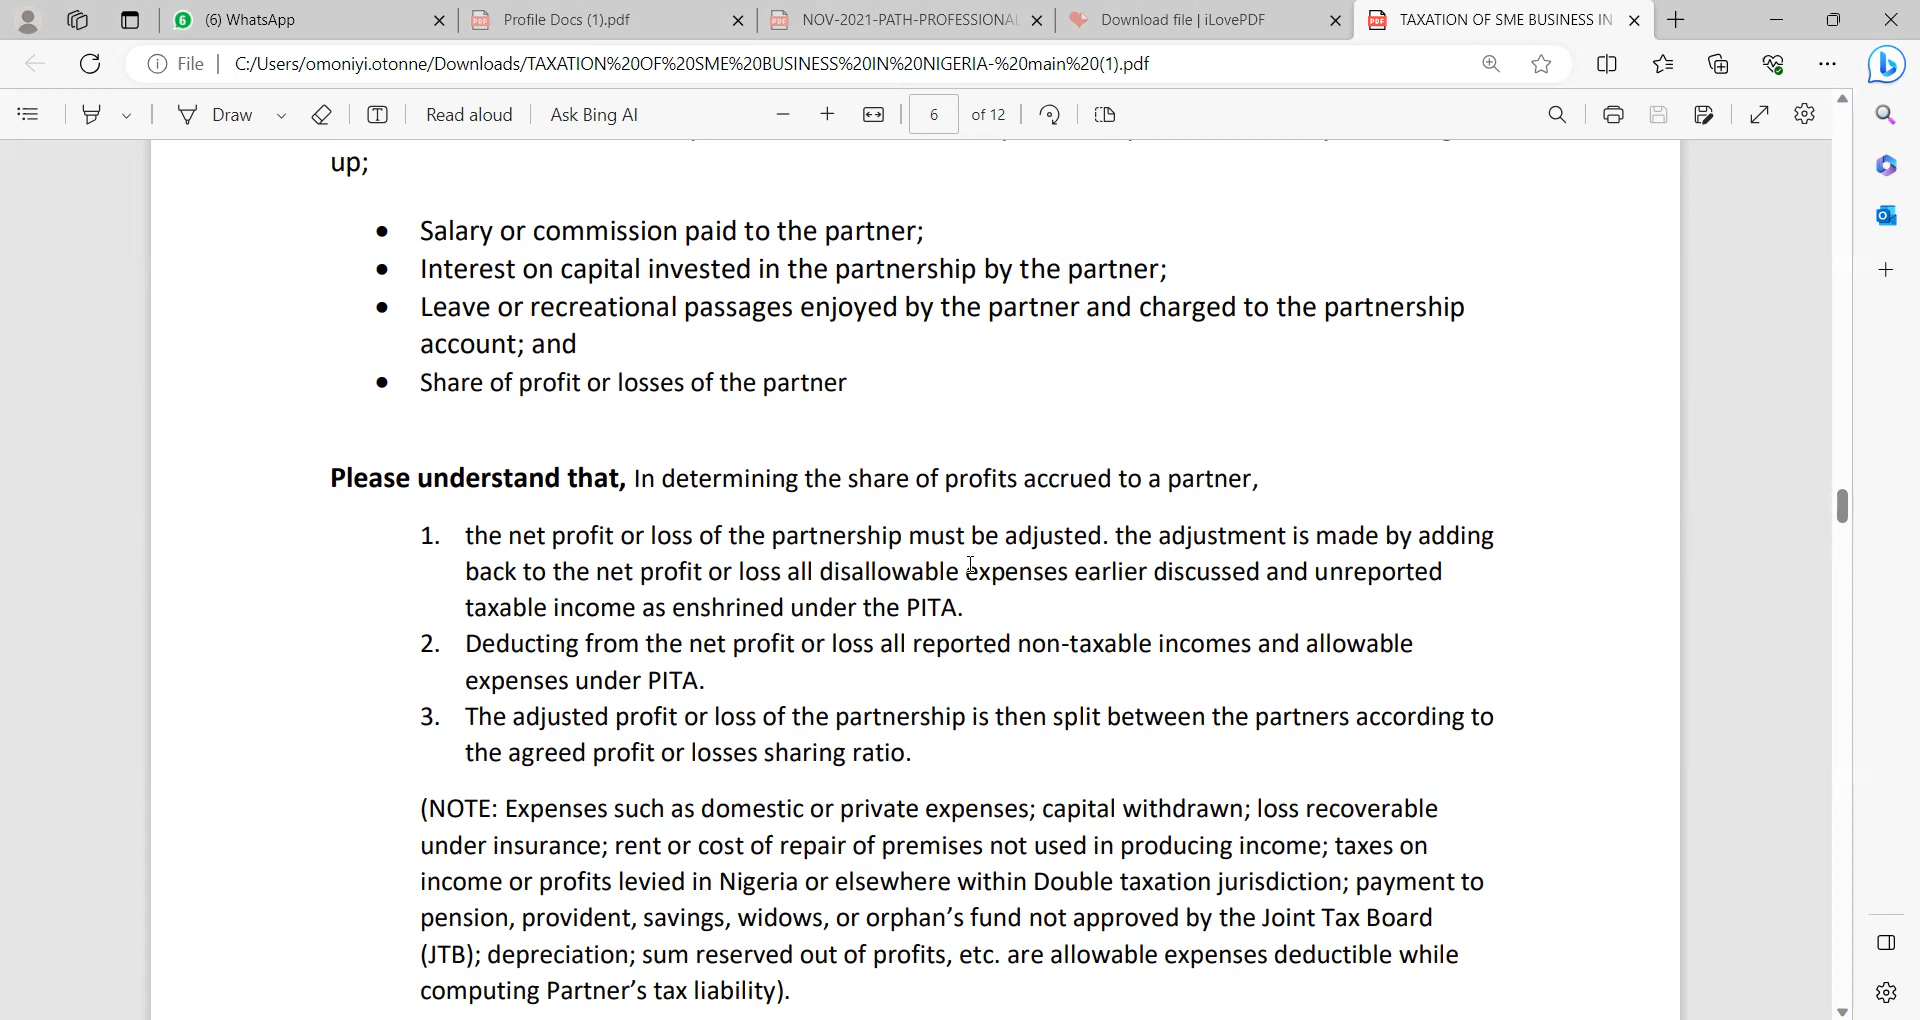 (6) WhatsApp
Profile Docs (1).pdf
NOV-2021-PATH-PROFESSIONAL
Download file | iLovePDF
TAXATION OF SME BUSINESS IN
File
C:/Users/omoniyi.otonne/Downloads/TAXATION%20OF%20SME%20BUSINESS%20IN%20NIGERIA-%20main%20(1).pdf
Draw
Read aloud
Ask Bing AI
6
of 12
up;
• Salary or commission paid to the partner;
• Interest on capital invested in the partnership by the partner;
• Leave or recreational passages enjoyed by the partner and charged to the partnership
account; and
• Share of profit or losses of the partner
Please understand that, In determining the share of profits accrued to a partner,
1. the net profit or loss of the partnership must be adjusted. the adjustment is made by adding
back to the net profit or loss all disallowable expenses earlier discussed and unreported
taxable income as enshrined under the PITA.
2. Deducting from the net profit or loss all reported non-taxable incomes and allowable
expenses under PITA.
3. The adjusted profit or loss of the partnership is then split between the partners according to
the agreed profit or losses sharing ratio.
(NOTE: Expenses such as domestic or private expenses; capital withdrawn; loss recoverable
under insurance; rent or cost of repair of premises not used in producing income; taxes on
income or profits levied in Nigeria or elsewhere within Double taxation jurisdiction; payment to
pension, provident, savings, widows, or orphan’s fund not approved by the Joint Tax Board
(JTB); depreciation; sum reserved out of profits, etc. are allowable expenses deductible while
computing Partner’s tax liability).